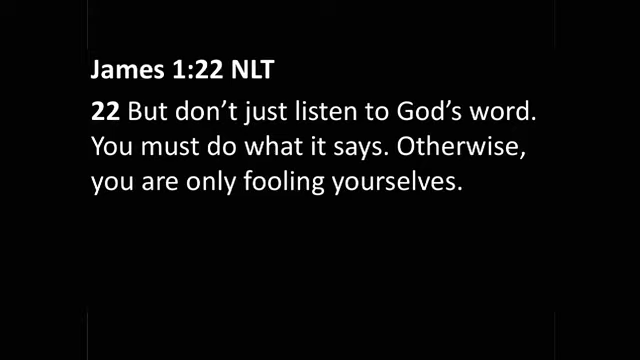 James 1:22 NLT
22 But don’t just listen to God’s word.
You must do what it says. Otherwise,
you are only fooling yourselves.